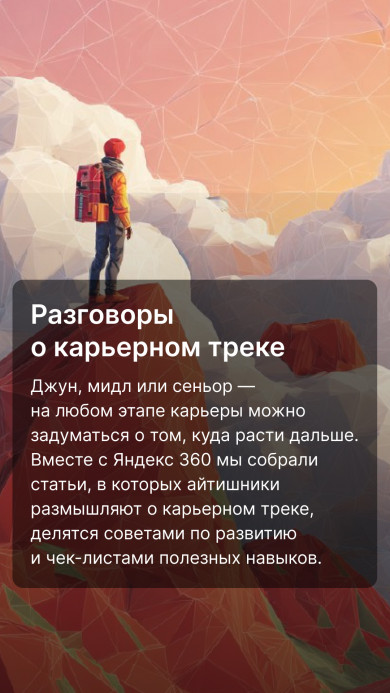 Разговоры
о карьерном треке
Джун, мидл или сеньор —
на любом этапе карьеры можно
задуматься о том, куда расти дальше.
Вместе с Яндекс 360 мы собрали
статьи, в которых айтишники
размышляют о карьерном треке,
делятся советами по развитию
и чек-листами полезных навыков.